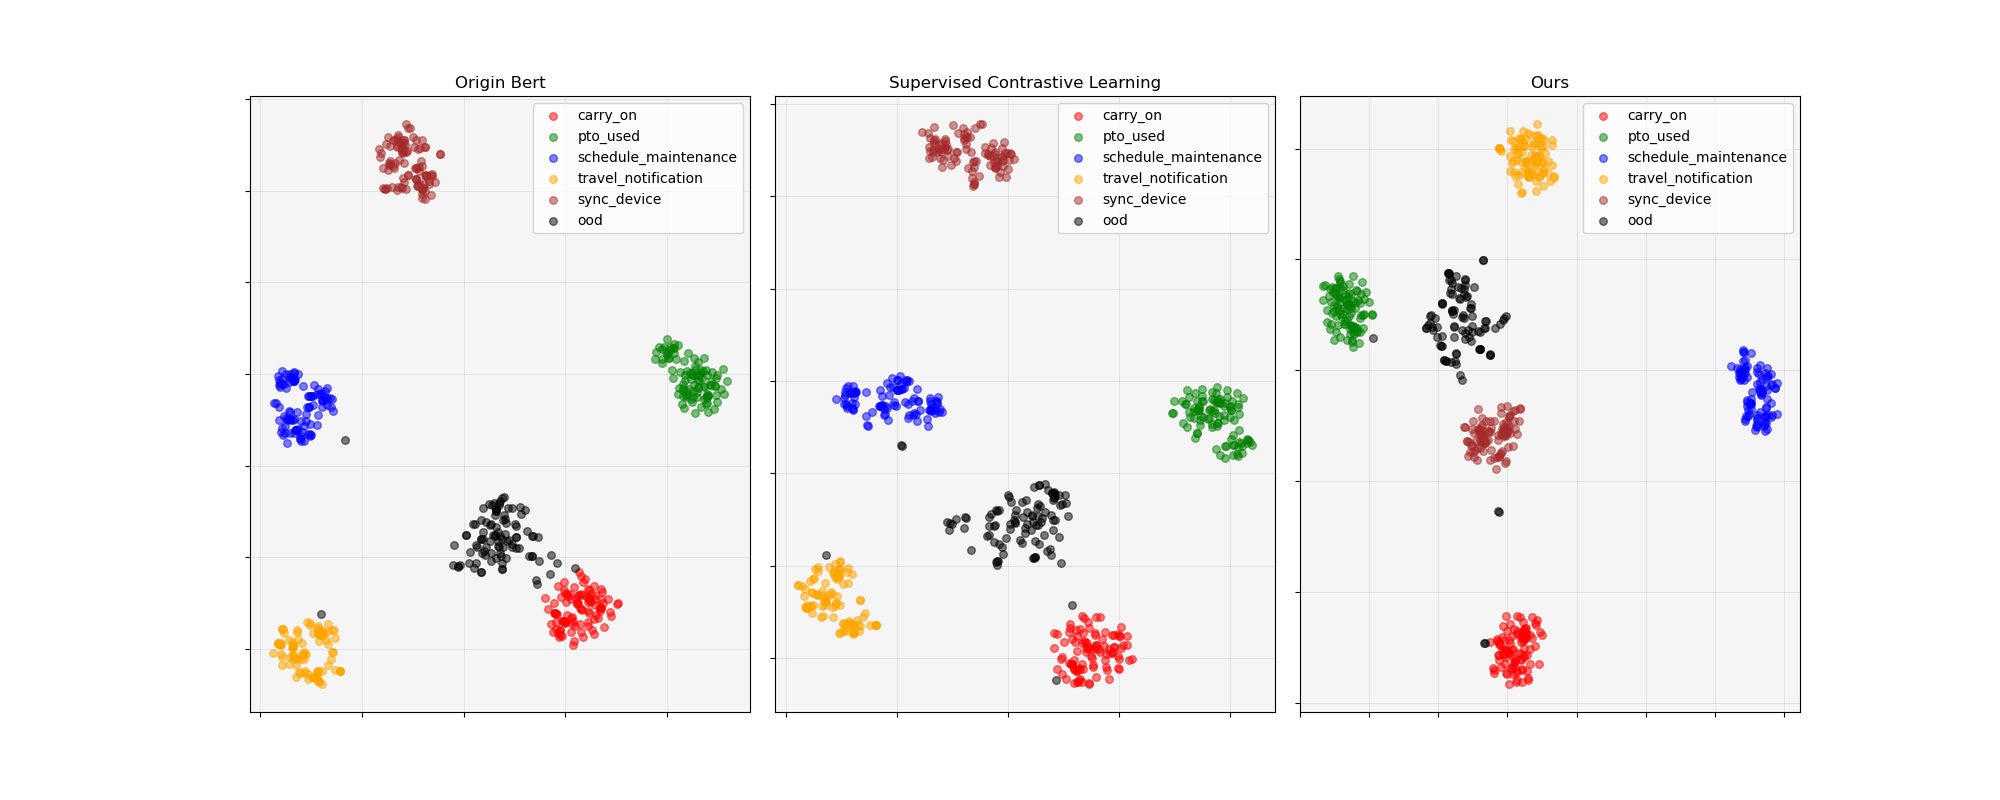 Origin Bert
carry_on
pto_used
schedule_maintenance
travel_notification
sync_device
ood
Supervised Contrastive Learning
carry_on
pto_used
schedule_maintenance
travel_notification
sync_device
ood
Ours
carry_on
pto_used
schedule_maintenance
travel_notification
sync_device
ood